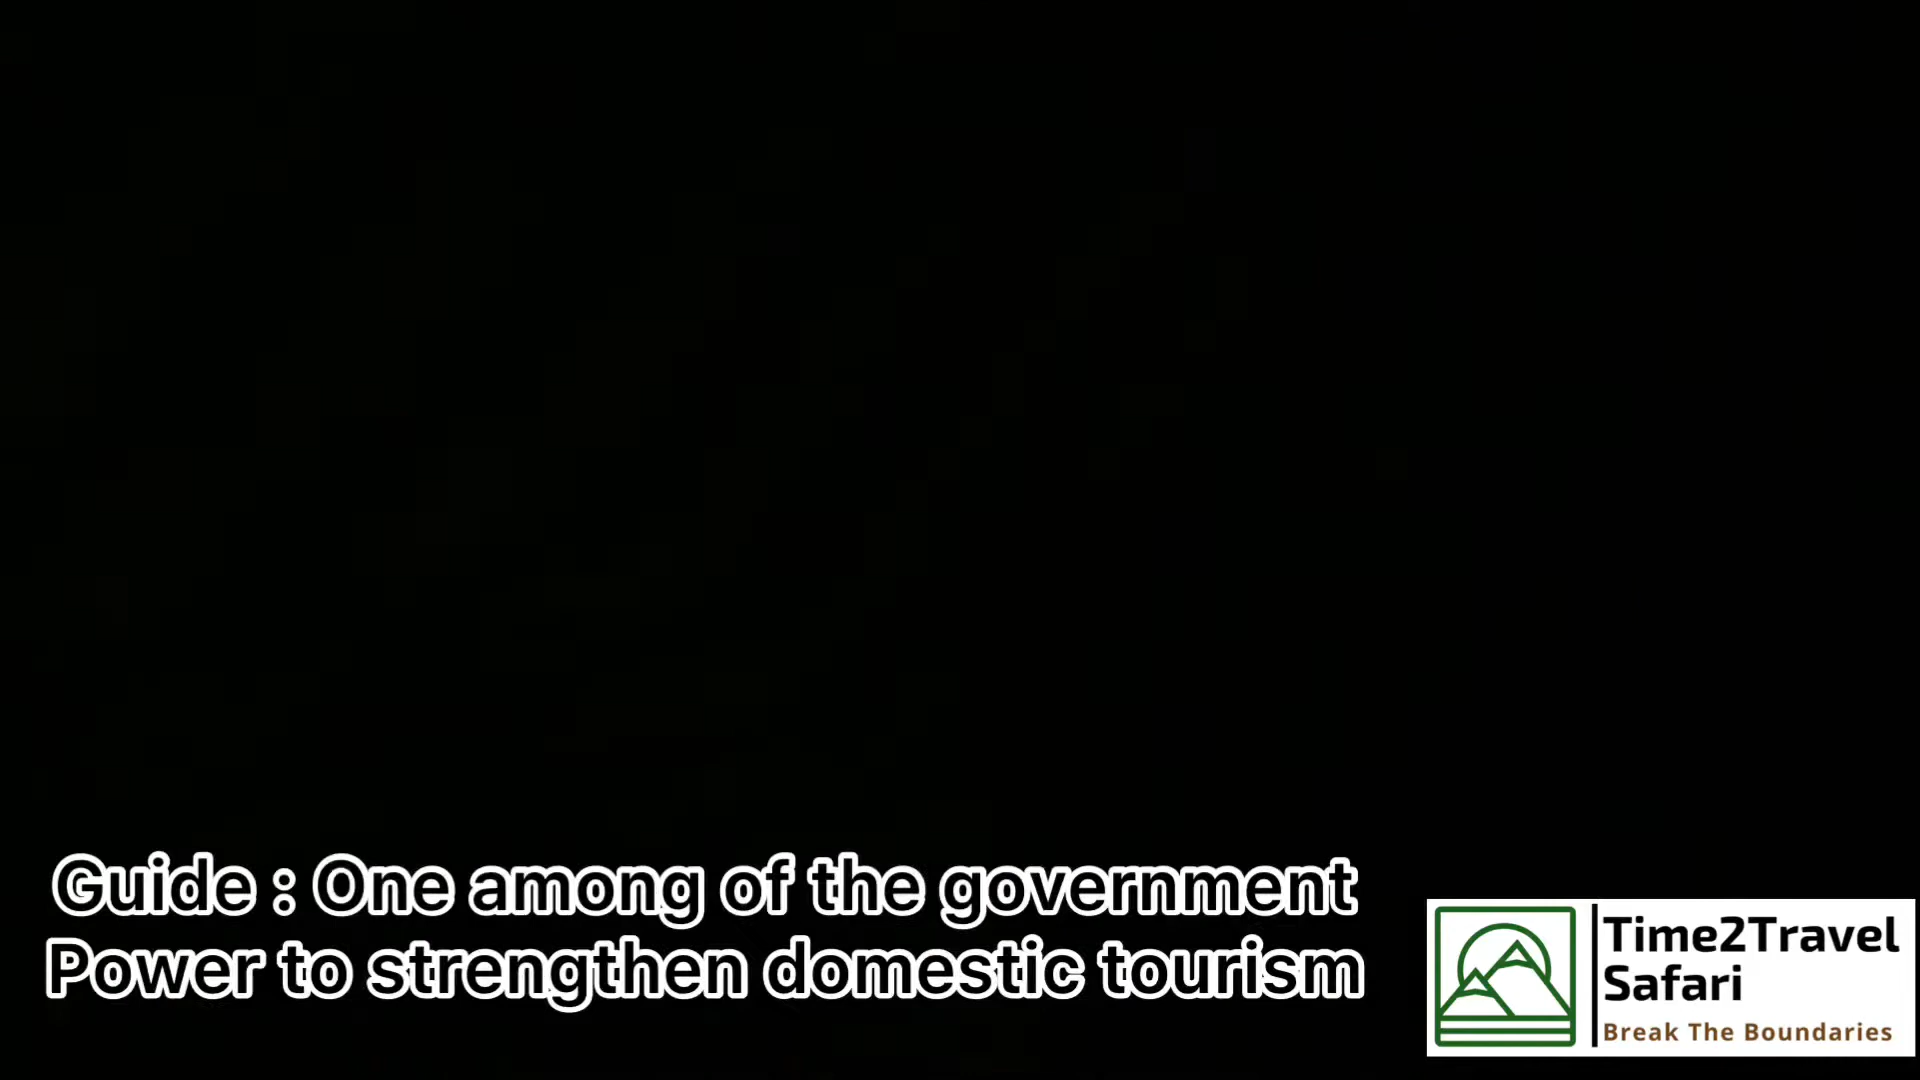 Guide : One among of the government
Power to strengthen domestic tourism
Time2Travel
Safari
Break The Boundaries